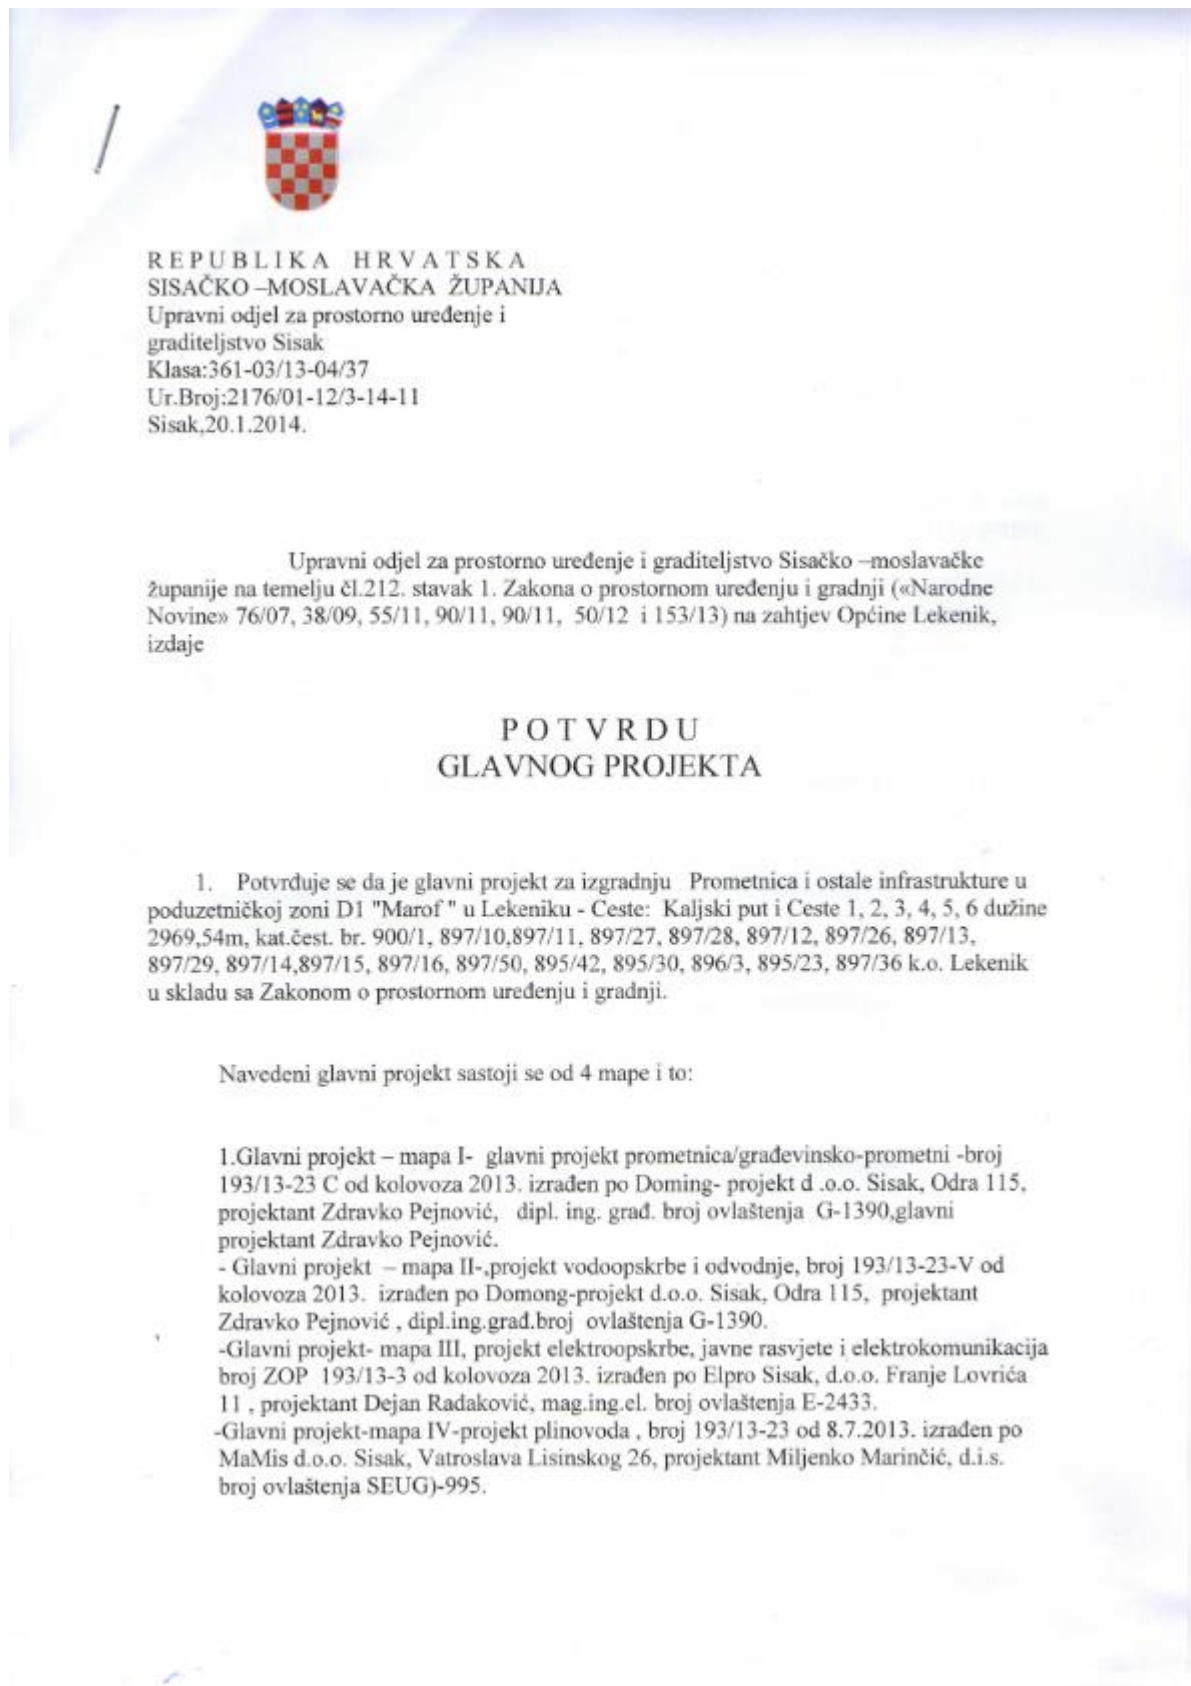 REPUBLIKA HRVATSKA
SISAČKO –MOSLAVAČKA ŽUPANIJA
Upravni odjel za prostorno uređenje i
graditeljstvo Sisak
Klasa:361-03/13-04/37
Ur.Broj:2176/01-12/3-14-11
Sisak,20.1.2014.
Upravni odjel za prostorno uređenje i graditeljstvo Sisačko –moslavačke
županije na temelju čl.212. stavak 1. Zakona o prostornom uređenju i gradnji («Narodne
Novine» 76/07, 38/09, 55/11, 90/11, 90/11, 50/12 i 153/13) na zahtjev Općine Lekenik,
izdaje
POTVRDU
GLAVNOG PROJEKTA
1. Potvrđuje se da je glavni projekt za izgradnju Prometnica i ostale infrastrukture u
poduzetničkoj zoni D1 "Marof " u Lekeniku - Ceste: Kaljski put i Ceste 1, 2, 3, 4, 5, 6 dužine
2969,54m, kat.čest. br. 900/1, 897/10,897/11, 897/27, 897/28, 897/12, 897/26, 897/13,
897/29, 897/14,897/15, 897/16, 897/50, 895/42, 895/30, 896/3, 895/23, 897/36 k.o. Lekenik
u skladu sa Zakonom o prostornom uređenju i gradnji.
Navedeni glavni projekt sastoji se od 4 mape i to:
1.Glavni projekt – mapa I- glavni projekt prometnica/građevinsko-prometni -broj
193/13-23 C od kolovoza 2013. izrađen po Doming- projekt d .o.o. Sisak, Odra 115,
projektant Zdravko Pejnović, dipl. ing. građ. broj ovlaštenja G-1390,glavni
projektant Zdravko Pejnović.
- Glavni projekt – mapa II-,projekt vodoopskrbe i odvodnje, broj 193/13-23-V od
kolovoza 2013. izrađen po Domong-projekt d.o.o. Sisak, Odra 115, projektant
Zdravko Pejnović , dipl.ing.građ.broj ovlaštenja G-1390.
-Glavni projekt- mapa III, projekt elektroopskrbe, javne rasvjete i elektrokomunikacija
broj ZOP 193/13-3 od kolovoza 2013. izrađen po Elpro Sisak, d.o.o. Franje Lovrića
11 , projektant Dejan Radaković, mag.ing.el. broj ovlaštenja E-2433.
-Glavni projekt-mapa IV-projekt plinovoda , broj 193/13-23 od 8.7.2013. izrađen po
MaMis d.o.o. Sisak, Vatroslava Lisinskog 26, projektant Miljenko Marinčić, d.i.s.
broj ovlaštenja SEUG)-995.